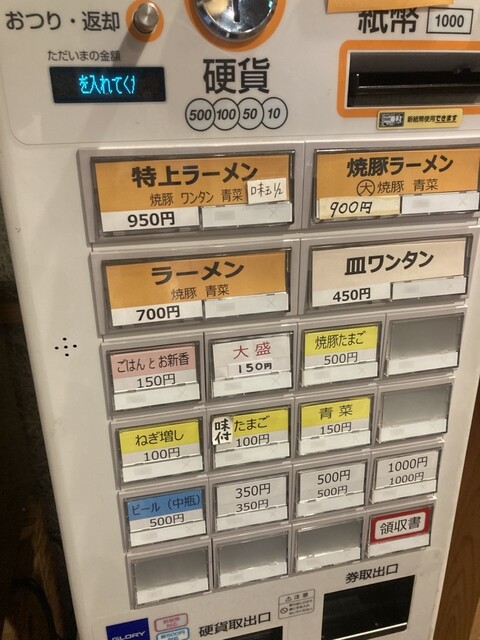 おつり・返却
紙幣 1000
ただいまの金額
を入れてくだ
硬貨
500 100 50 10
新紙幣使用できます
特上ラーメン
焼豚 ワンタン 青菜 味玉½
950円
焼豚ラーメン
大 焼豚 青菜
900円
ラーメン
焼豚 青菜
700円
皿ワンタン
450円
ごはんとお新香
150円
大盛
150円
焼豚たまご
500円
ねぎ増し
100円
味付たまご
100円
青菜
150円
ビール(中瓶)
500円
350円
350円
500円
500円
1000円
1000円
領収書
券取出口
注意
GLORY
硬貨取出口